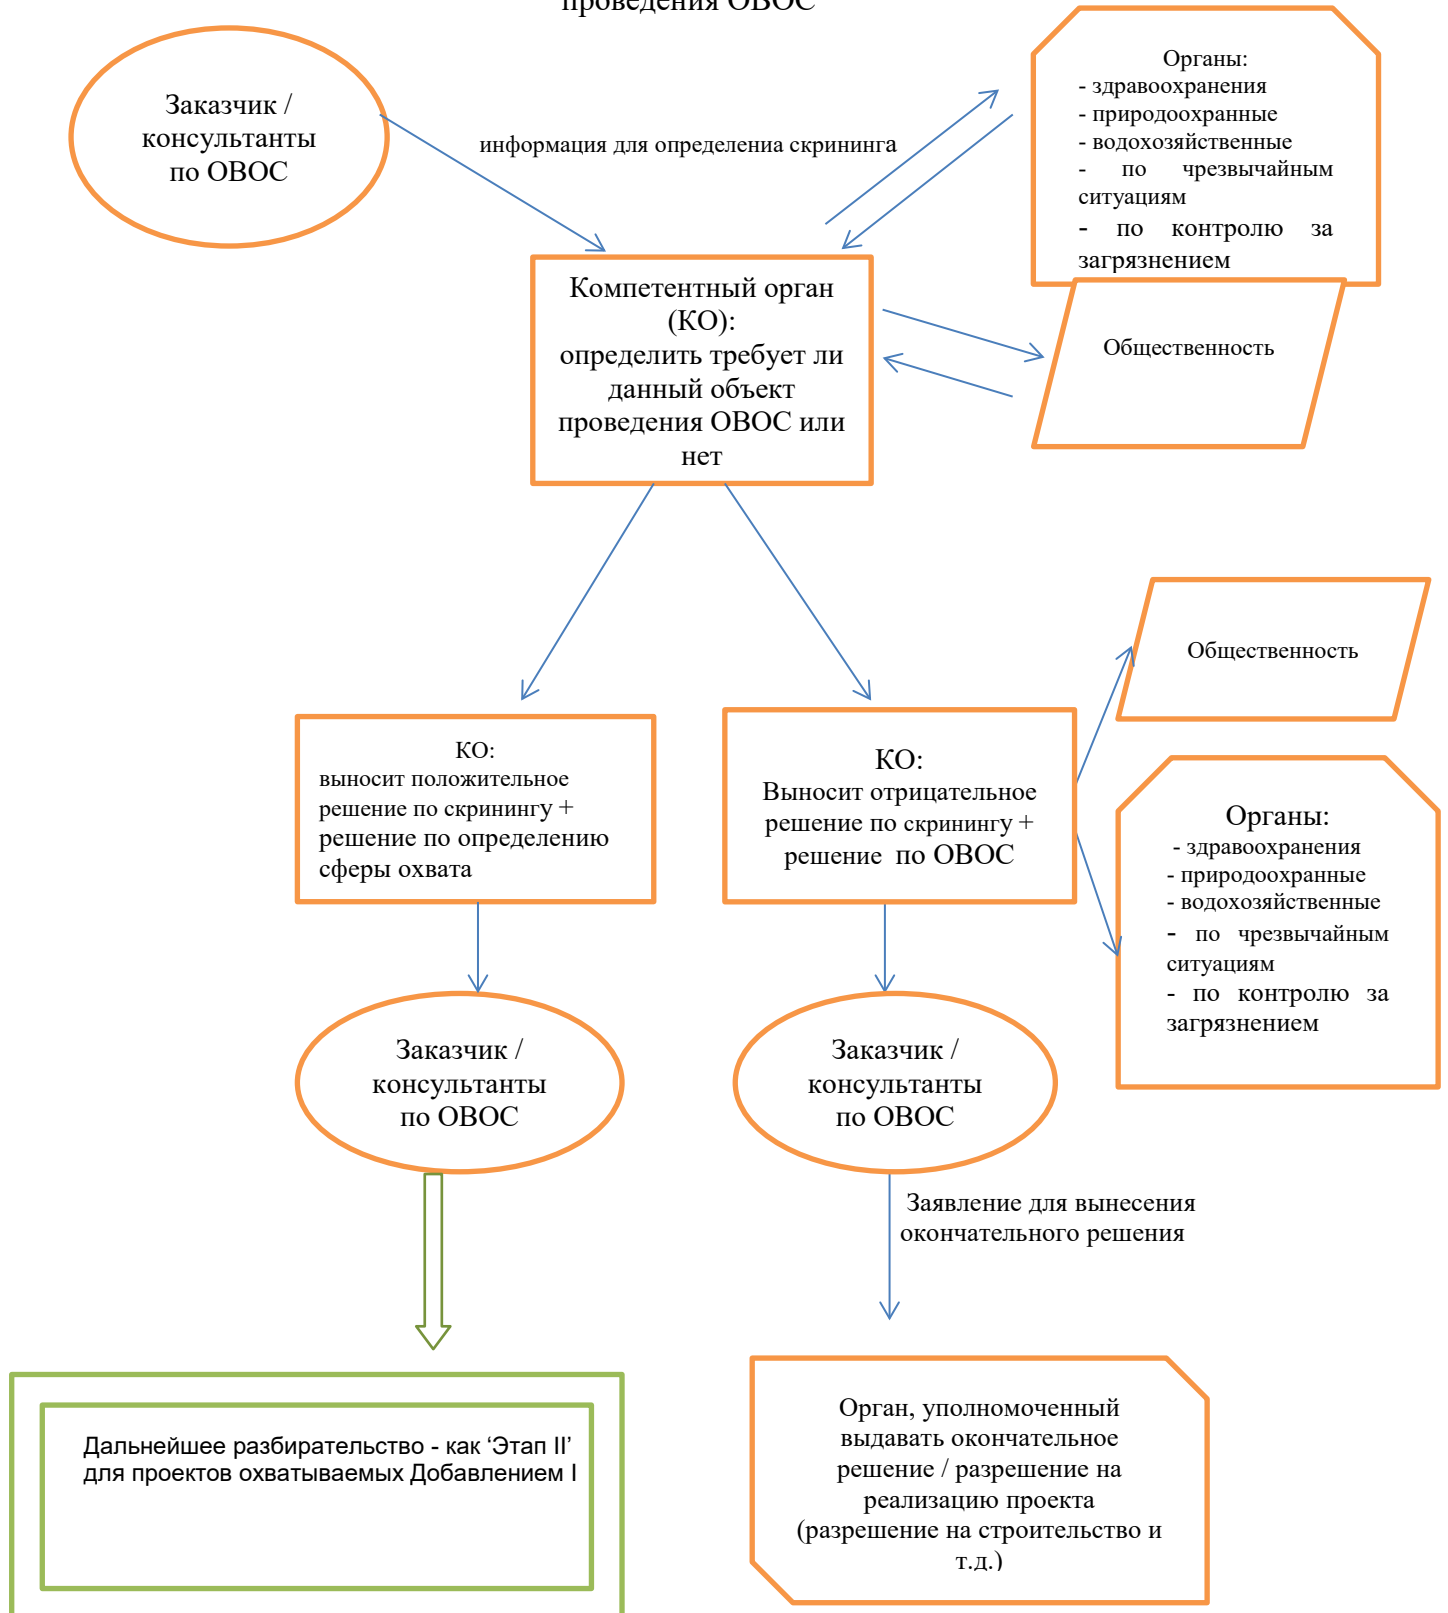 проведения ОВОС
Заказчик /
консультанты
по ОВОС
информация для определениа скрининга
Органы:
- здравоохранения
- природоохранные
- водохозяйственные
- по чрезвычайным
ситуациям
- по контролю за
загрязнением
Компетентный орган
(КО):
определить требует ли
данный объект
проведения ОВОС или
нет
Общественность
Общественность
КО:
выносит положительное
решение по скринингу +
решение по определению
сферы охвата
КО:
Выносит отрицательное
решение по скринингу +
решение по ОВОС
Органы:
- здравоохранения
- природоохранные
- водохозяйственные
- по чрезвычайным
ситуациям
- по контролю за
загрязнением
Заказчик /
консультанты
по ОВОС
Заказчик /
консультанты
по ОВОС
Заявление для вынесения
окончательного решения
Дальнейшее разбирательство - как ‘Этап II’
для проектов охватываемых Добавлением I
Орган, уполномоченный
выдавать окончательное
решение / разрешение на
реализацию проекта
(разрешение на строительство и
т.д.)